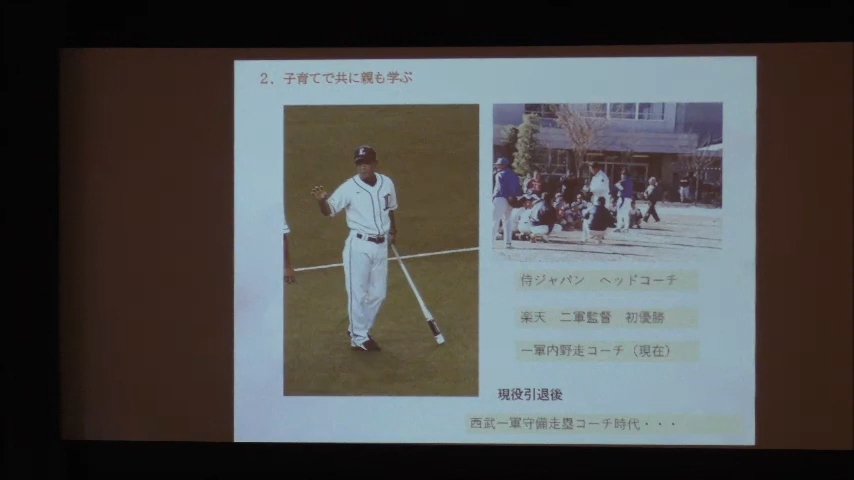 2．子育てで共に親も学ぶ
侍ジャパン　ヘッドコーチ
楽天　二軍監督　初優勝
一軍内野走コーチ（現在）
現役引退後
西武一軍守備走塁コーチ時代・・・